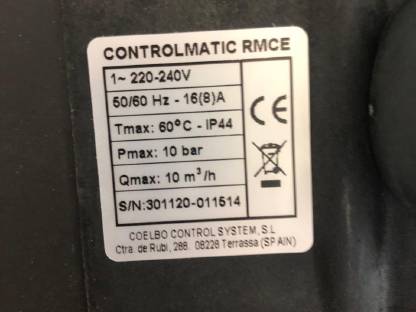 CONTROLMATIC RMCE
1~ 220-240V
50/60 Hz - 16(8)A
Tmax: 60°C - IP44
Pmax: 10 bar
Qmax: 10 m³/h
S/N:301120-011514
CE
COELBO CONTROL SYSTEM, S.L
Ctra. de Rubí, 288. 08228 Terrassa (SPAIN)